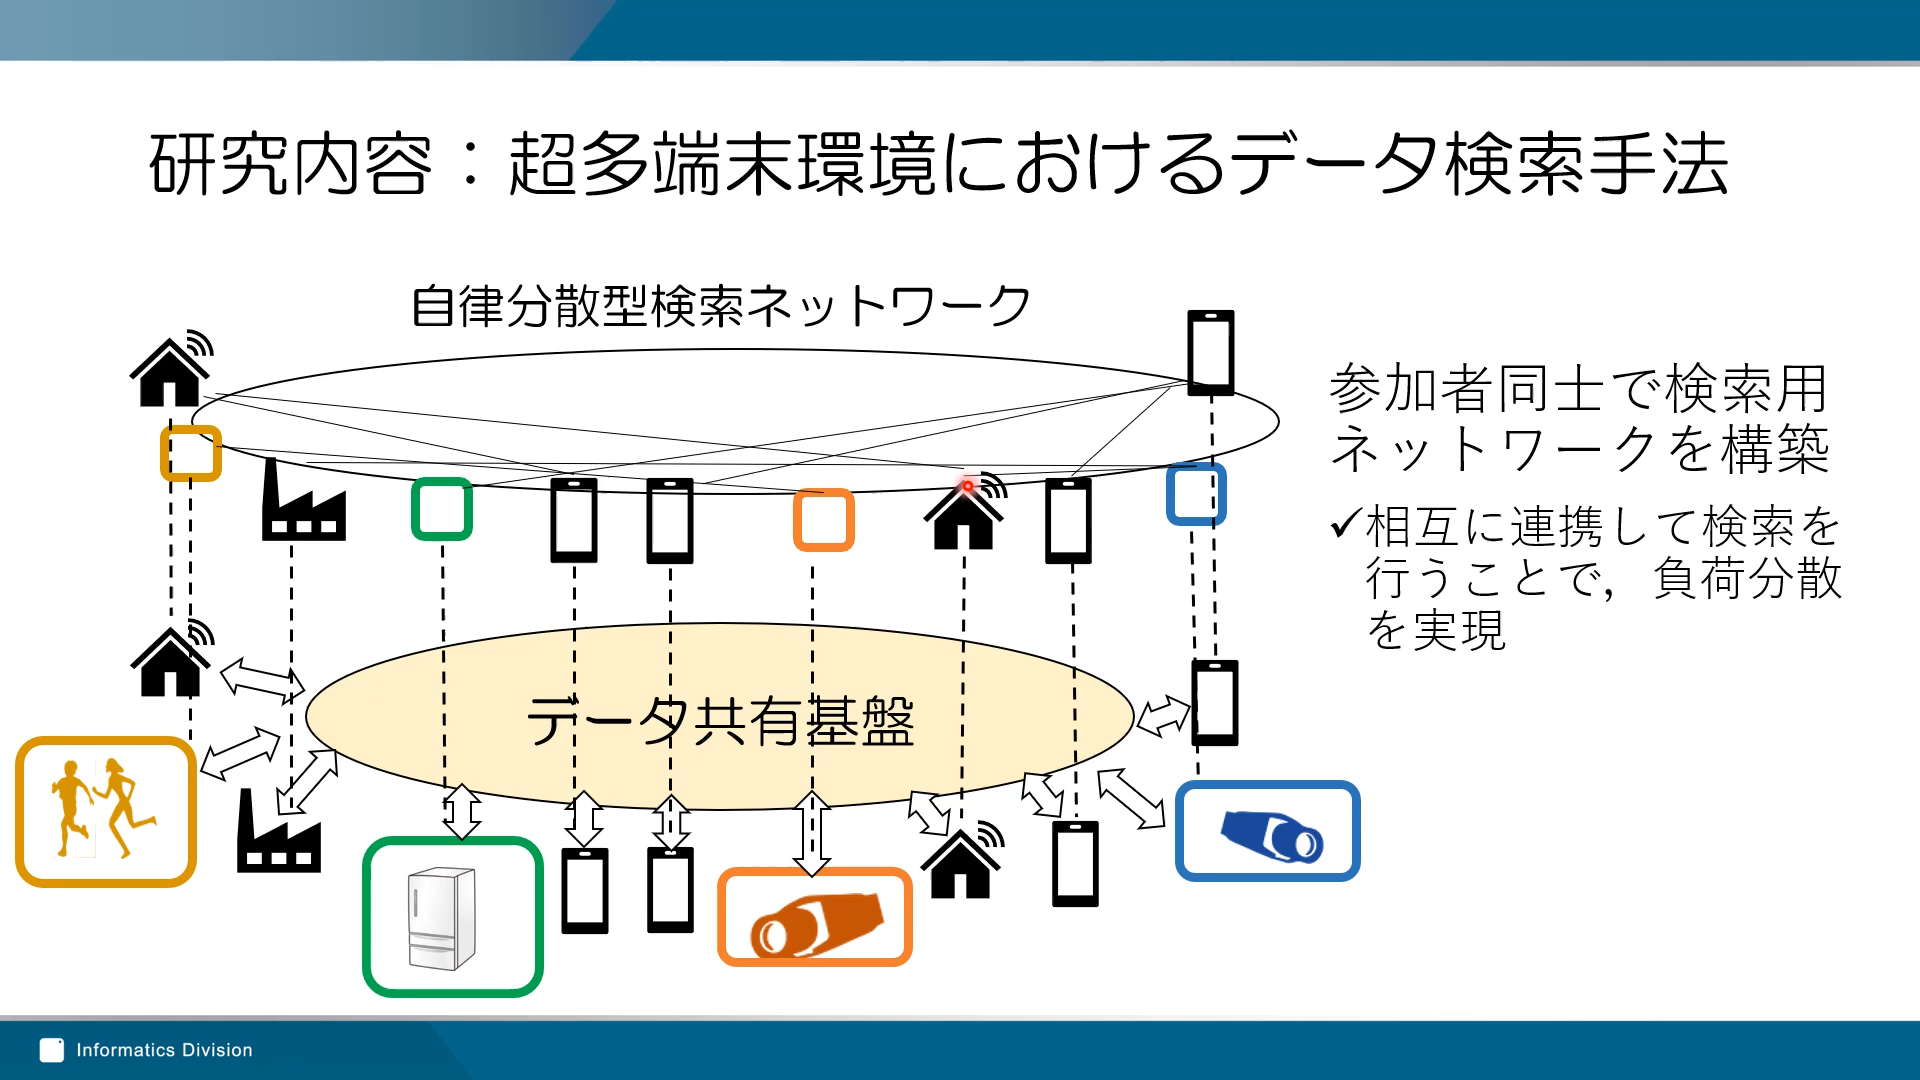 研究内容：超多端末環境におけるデータ検索手法
自律分散型検索ネットワーク
参加者同士で検索用
ネットワークを構築
✓相互に連携して検索を
行うことで，負荷分散
を実現
データ共有基盤
Informatics Division